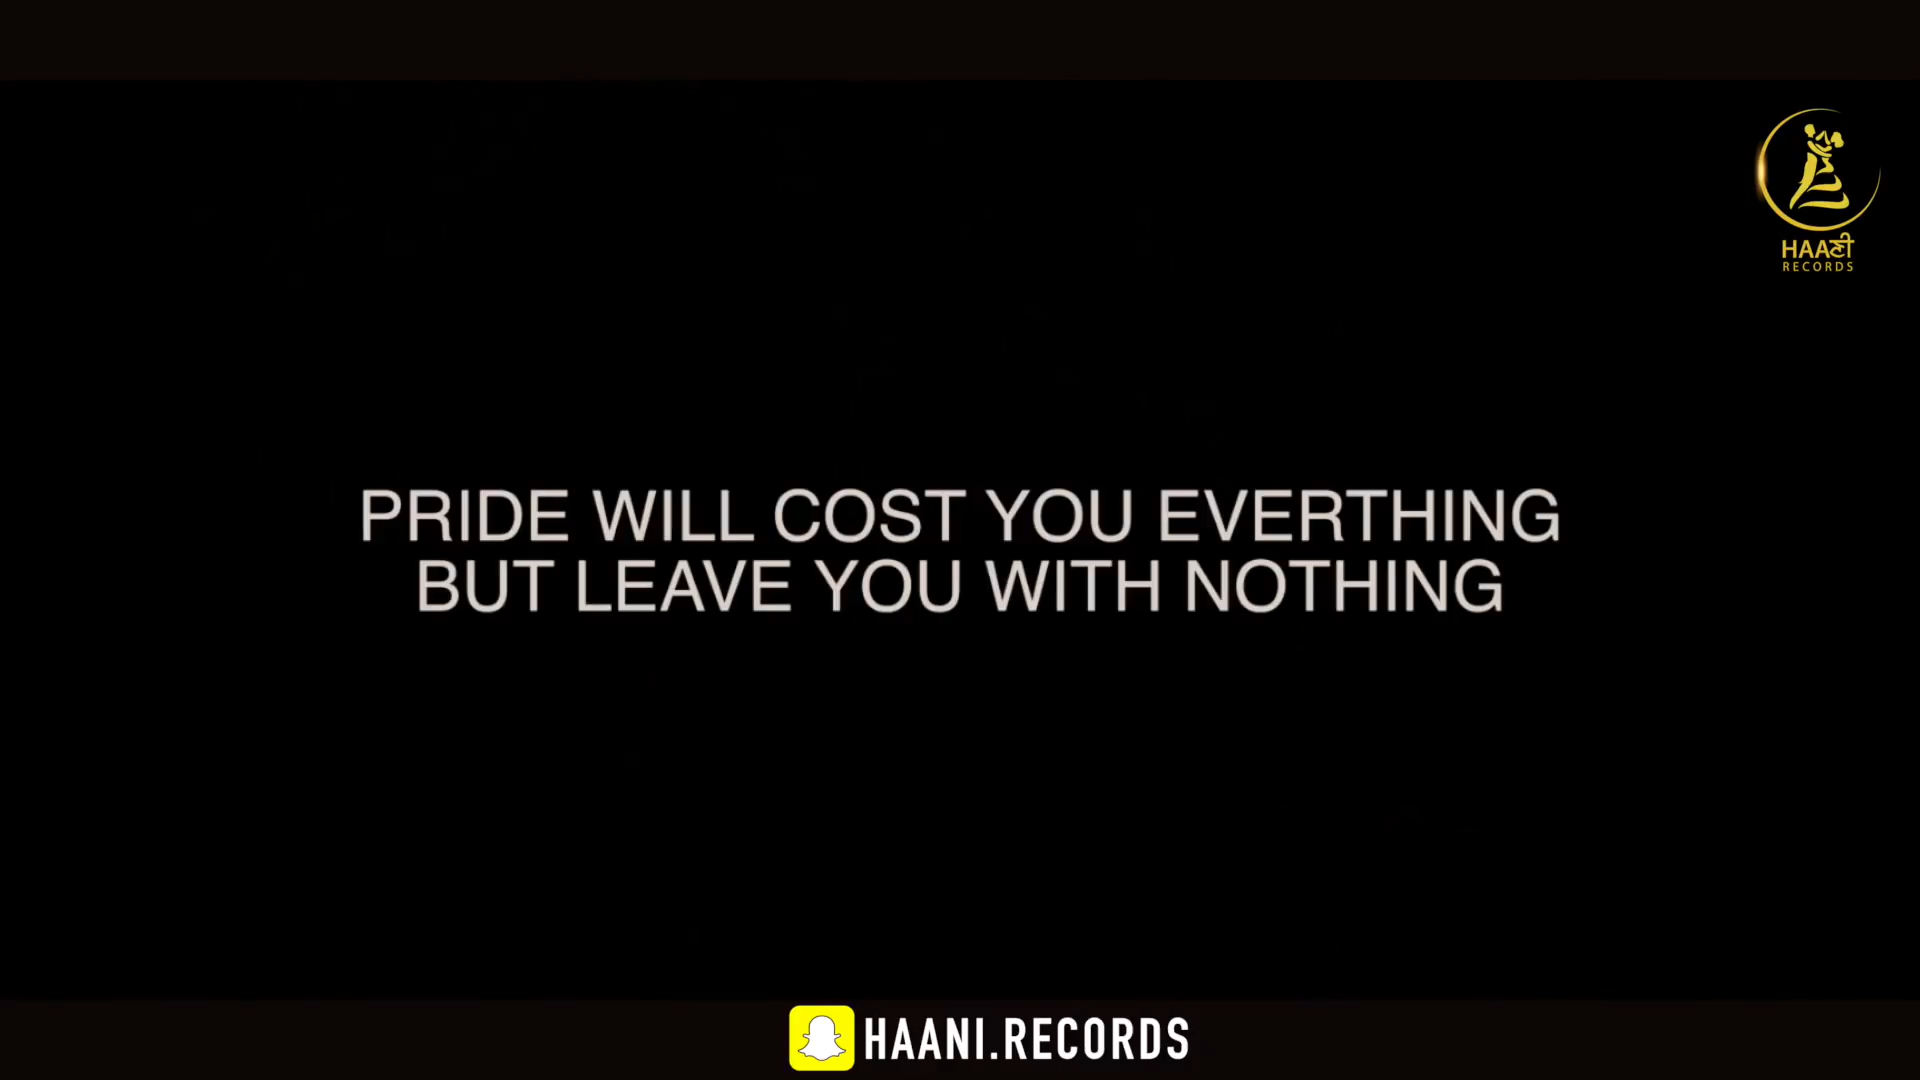 HAAਣੀ
RECORDS
PRIDE WILL COST YOU EVERTHING
BUT LEAVE YOU WITH NOTHING
HAANI.RECORDS